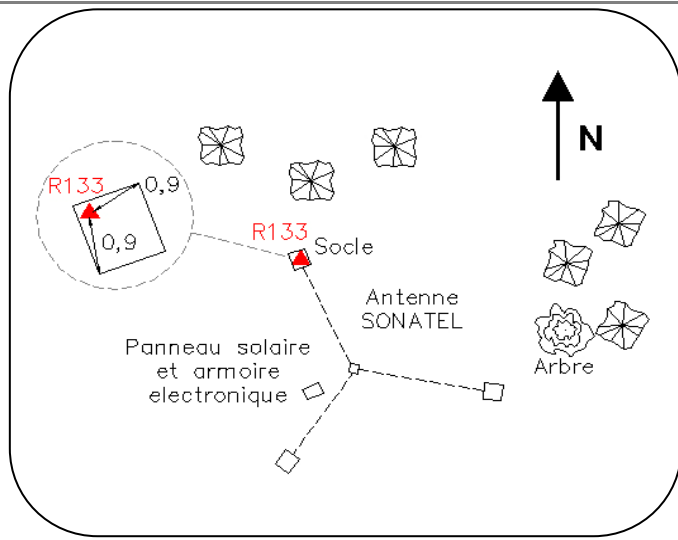 N
R133
0,9
0,9
R133
Socle
Antenne
SONATEL
Panneau solaire
et armoire
electronique
Arbre